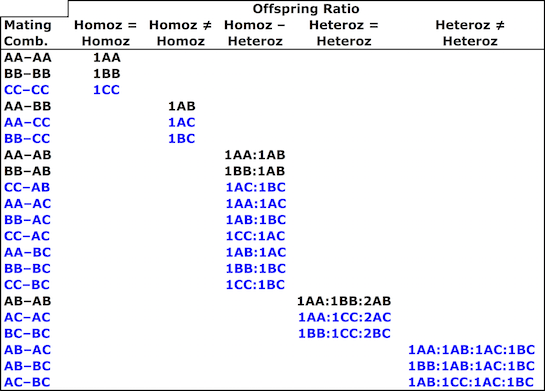 Offspring Ratio
Mating Homoz = Homoz ≠ Homoz – Heteroz = Heteroz ≠
Comb. Homoz Homoz Heteroz Heteroz Heteroz
AA–AA 1AA
BB–BB 1BB
CC–CC 1CC
AA–BB 1AB
AA–CC 1AC
BB–CC 1BC
AA–AB 1AA:1AB
BB–AB 1BB:1AB
CC–AB 1AC:1BC
AA–AC 1AA:1AC
BB–AC 1AB:1BC
CC–AC 1CC:1AC
AA–BC 1AB:1AC
BB–BC 1BB:1BC
CC–BC 1CC:1BC
AB–AB 1AA:1BB:2AB
AC–AC 1AA:1CC:2AC
BC–BC 1BB:1CC:2BC
AB–AC 1AA:1AB:1AC:1BC
AB–BC 1BB:1AB:1AC:1BC
AC–BC 1AB:1CC:1AC:1BC